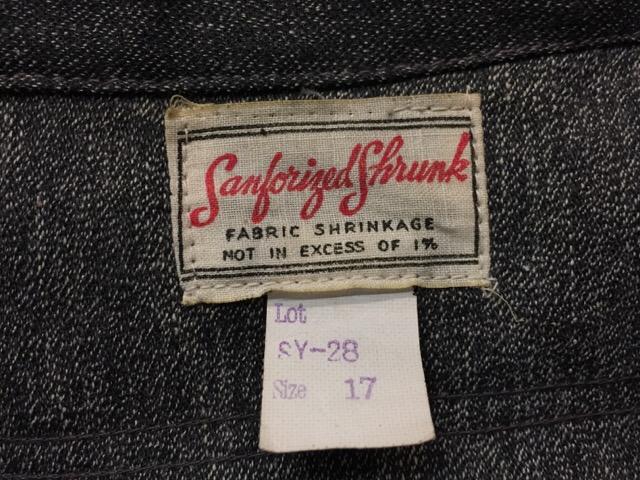 Sanforized Shrunk
FABRIC SHRINKAGE
NOT IN EXCESS OF 1%
Lot
SY-28
Size 17